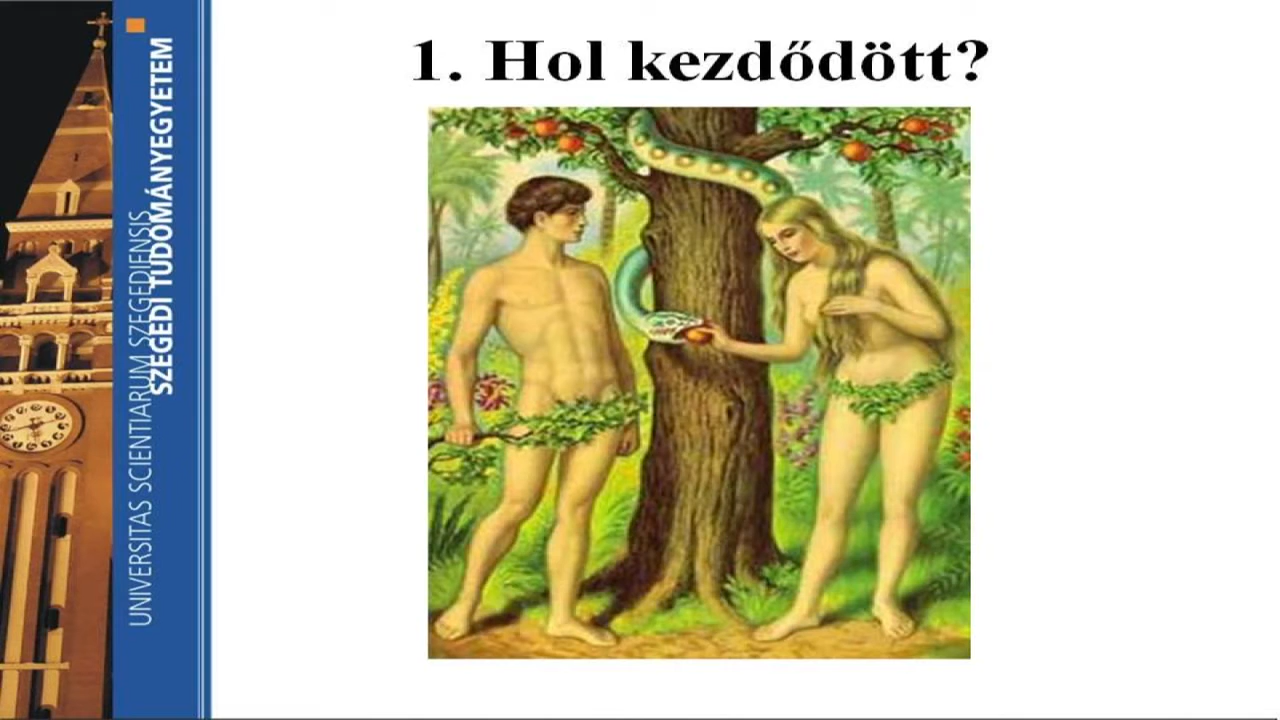 1. Hol kezdődött?
SZEGEDI TUDOMÁNYEGYETEM
UNIVERSITAS SCIENTIARUM SZEGEDIENSIS